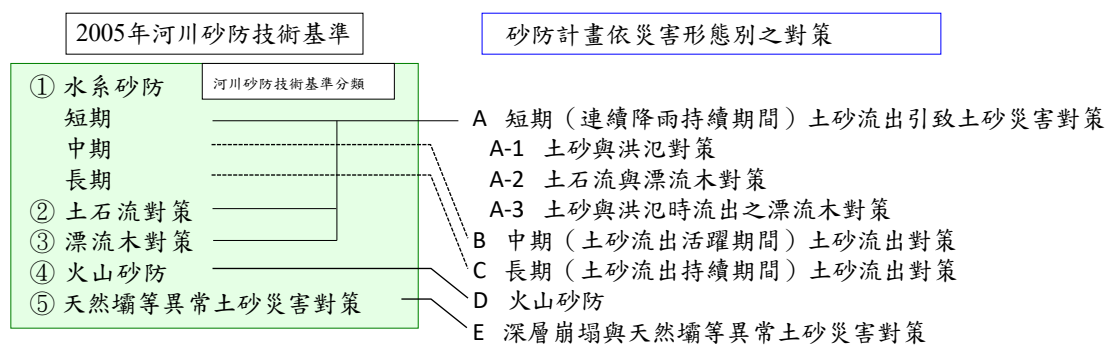 2005年河川砂防技術基準
砂防計畫依災害形態別之對策
河川砂防技術基準分類
① 水系砂防
短期
中期
長期
② 土石流對策
③ 漂流木對策
④ 火山砂防
⑤ 天然壩等異常土砂災害對策
A 短期（連續降雨持續期間）土砂流出引致土砂災害對策
A-1 土砂與洪氾對策
A-2 土石流與漂流木對策
A-3 土砂與洪氾時流出之漂流木對策
B 中期（土砂流出活躍期間）土砂流出對策
C 長期（土砂流出持續期間）土砂流出對策
D 火山砂防
E 深層崩塌與天然壩等異常土砂災害對策